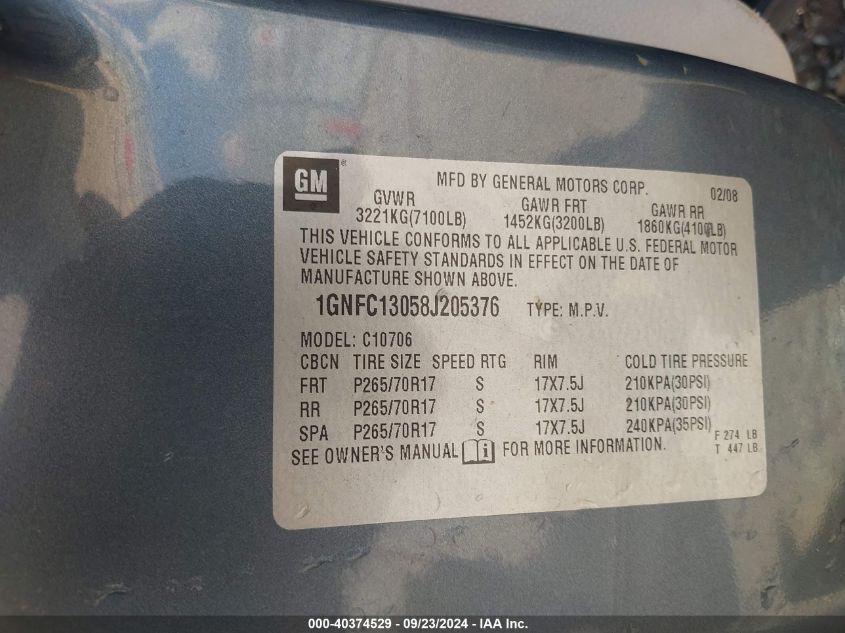 GM ®
MFD BY GENERAL MOTORS CORP. 02/08
GVWR GAWR FRT GAWR RR
3221KG(7100LB) 1452KG(3200LB) 1860KG(4100LB)
THIS VEHICLE CONFORMS TO ALL APPLICABLE U.S. FEDERAL MOTOR
VEHICLE SAFETY STANDARDS IN EFFECT ON THE DATE OF
MANUFACTURE SHOWN ABOVE.
1GNFC13058J205376 TYPE: M.P.V.
MODEL: C10706
CBCN TIRE SIZE SPEED RTG RIM COLD TIRE PRESSURE
FRT P265/70R17 S 17X7.5J 210KPA(30PSI)
RR P265/70R17 S 17X7.5J 210KPA(30PSI)
SPA P265/70R17 S 17X7.5J 240KPA(35PSI)
F 274 LB
SEE OWNER'S MANUAL i FOR MORE INFORMATION.
T 447 LB
000-40374529 - 09/23/2024 - IAA Inc.